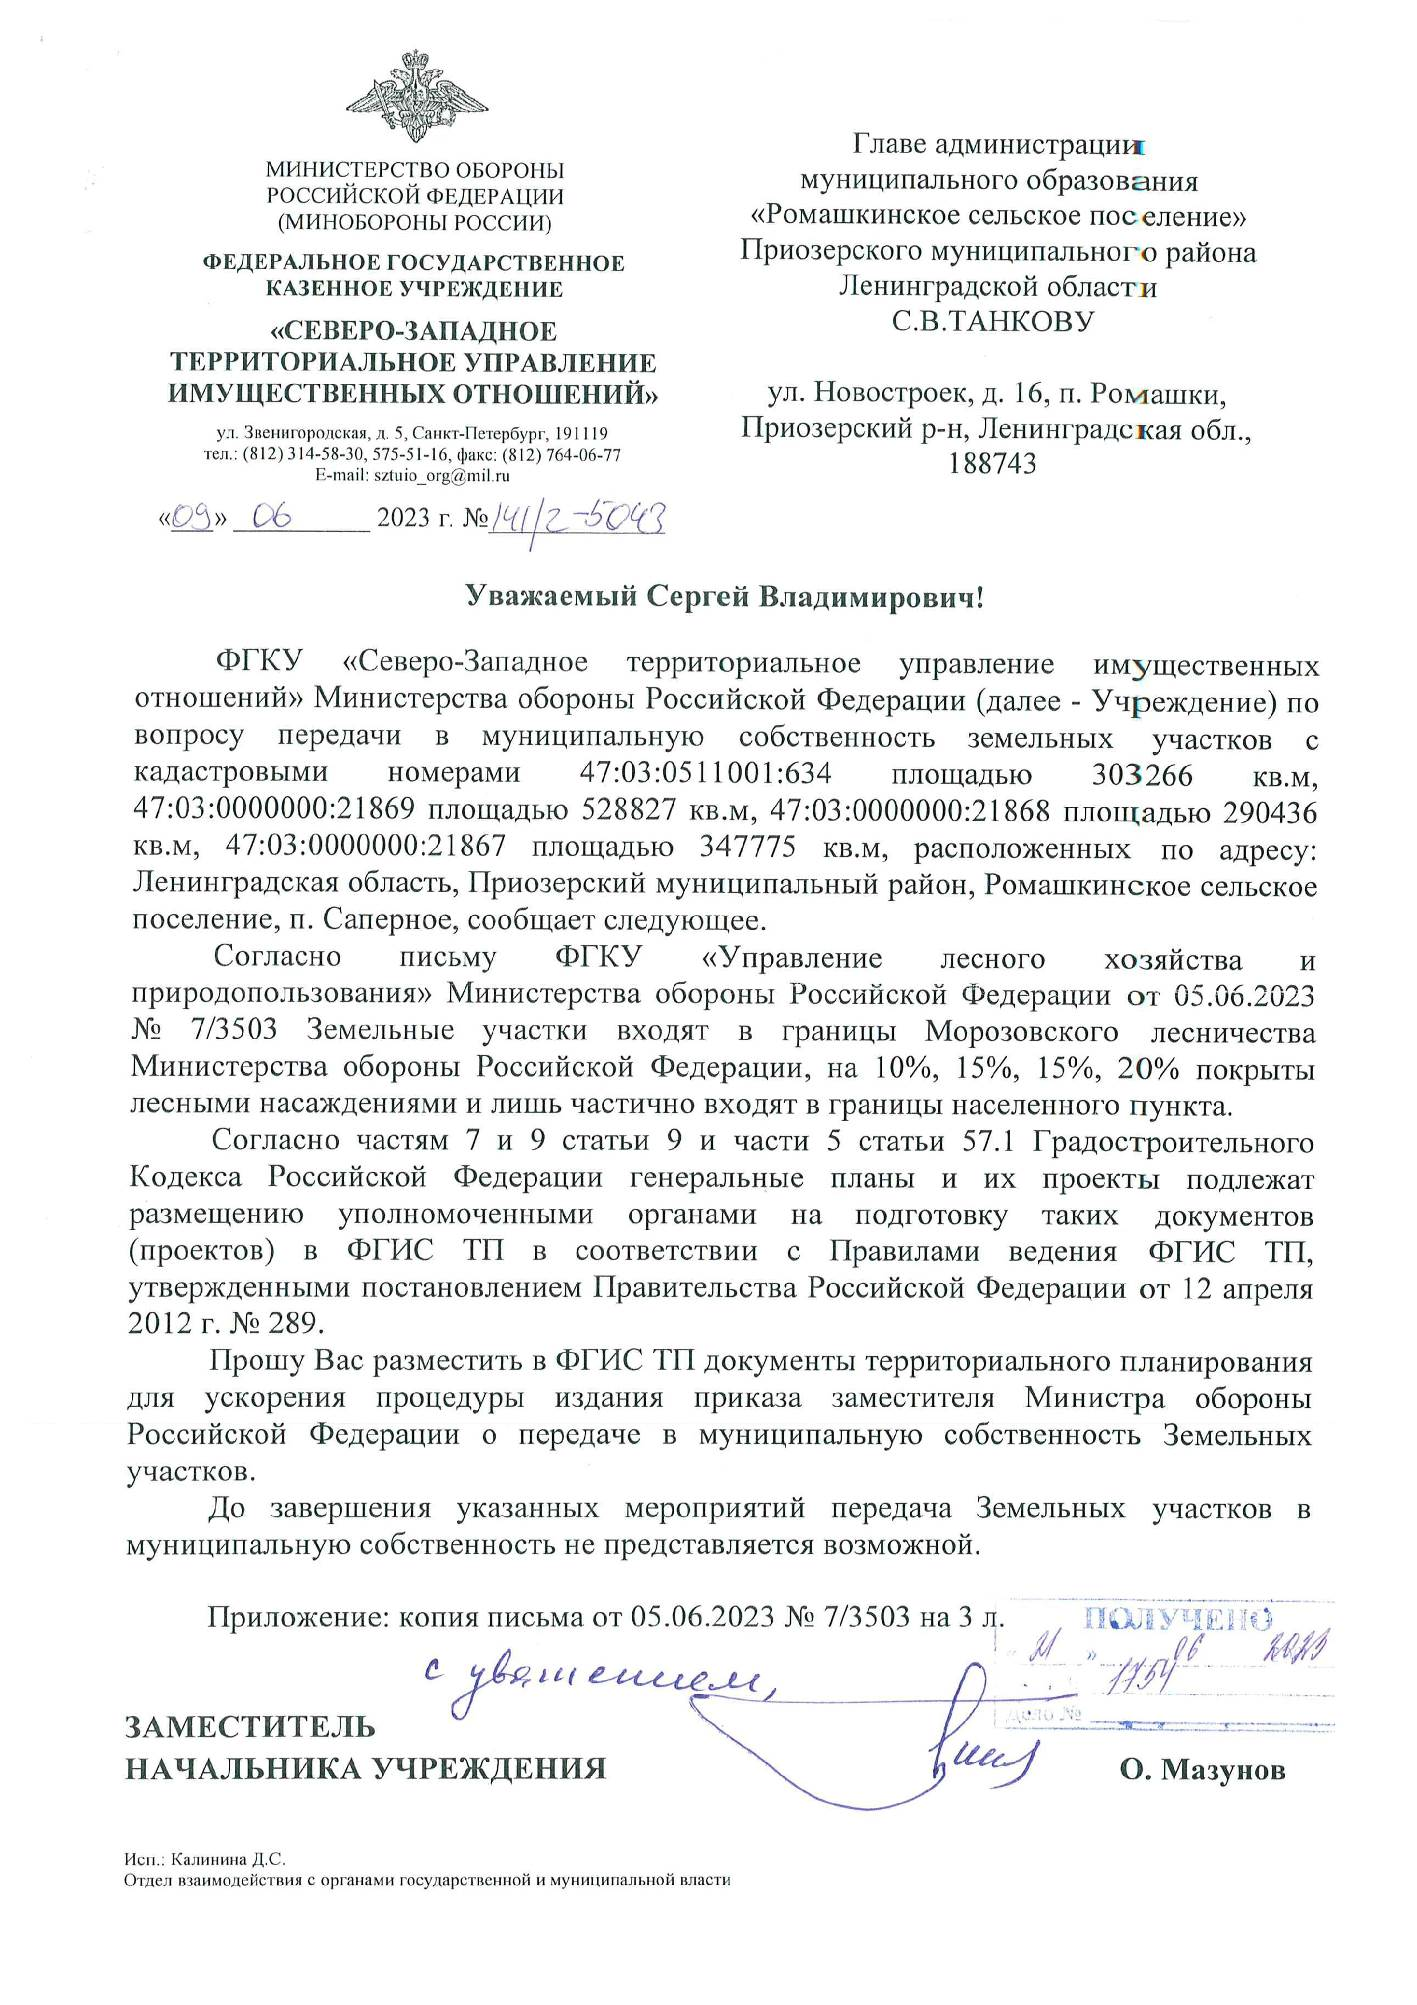 МИНИСТЕРСТВО ОБОРОНЫ
РОССИЙСКОЙ ФЕДЕРАЦИИ
(МИНОБОРОНЫ РОССИИ)
ФЕДЕРАЛЬНОЕ ГОСУДАРСТВЕННОЕ
КАЗЕННОЕ УЧРЕЖДЕНИЕ
«СЕВЕРО-ЗАПАДНОЕ
ТЕРРИТОРИАЛЬНОЕ УПРАВЛЕНИЕ
ИМУЩЕСТВЕННЫХ ОТНОШЕНИЙ»
ул. Звенигородская, д. 5, Санкт-Петербург, 191119
тел.: (812) 314-58-30, 575-51-16, факс: (812) 764-06-77
E-mail: sztuio_org@mil.ru
«09» 06 2023 г. № 141/2-5043
Главе администрации
муниципального образования
«Ромашкинское сельское поселение»
Приозерского муниципального района
Ленинградской области
С.В.ТАНКОВУ
ул. Новостроек, д. 16, п. Ромашки,
Приозерский р-н, Ленинградская обл.,
188743
Уважаемый Сергей Владимирович!
ФГКУ «Северо-Западное территориальное управление имущественных
отношений» Министерства обороны Российской Федерации (далее - Учреждение) по
вопросу передачи в муниципальную собственность земельных участков с
кадастровыми номерами 47:03:0511001:634 площадью 303266 кв.м,
47:03:0000000:21869 площадью 528827 кв.м, 47:03:0000000:21868 площадью 290436
кв.м, 47:03:0000000:21867 площадью 347775 кв.м, расположенных по адресу:
Ленинградская область, Приозерский муниципальный район, Ромашкинское сельское
поселение, п. Саперное, сообщает следующее.
Согласно письму ФГКУ «Управление лесного хозяйства и
природопользования» Министерства обороны Российской Федерации от 05.06.2023
№ 7/3503 Земельные участки входят в границы Морозовского лесничества
Министерства обороны Российской Федерации, на 10%, 15%, 15%, 20% покрыты
лесными насаждениями и лишь частично входят в границы населенного пункта.
Согласно частям 7 и 9 статьи 9 и части 5 статьи 57.1 Градостроительного
Кодекса Российской Федерации генеральные планы и их проекты подлежат
размещению уполномоченными органами на подготовку таких документов
(проектов) в ФГИС ТП в соответствии с Правилами ведения ФГИС ТП,
утвержденными постановлением Правительства Российской Федерации от 12 апреля
2012 г. № 289.
Прошу Вас разместить в ФГИС ТП документы территориального планирования
для ускорения процедуры издания приказа заместителя Министра обороны
Российской Федерации о передаче в муниципальную собственность Земельных
участков.
До завершения указанных мероприятий передача Земельных участков в
муниципальную собственность не представляется возможной.
Приложение: копия письма от 05.06.2023 № 7/3503 на 3 л.
ПОЛУЧЕНО
«21» 06 2023
1754
Дело №
с уважением,
ЗАМЕСТИТЕЛЬ
НАЧАЛЬНИКА УЧРЕЖДЕНИЯ О. Мазунов
Исп.: Калинина Д.С.
Отдел взаимодействия с органами государственной и муниципальной власти